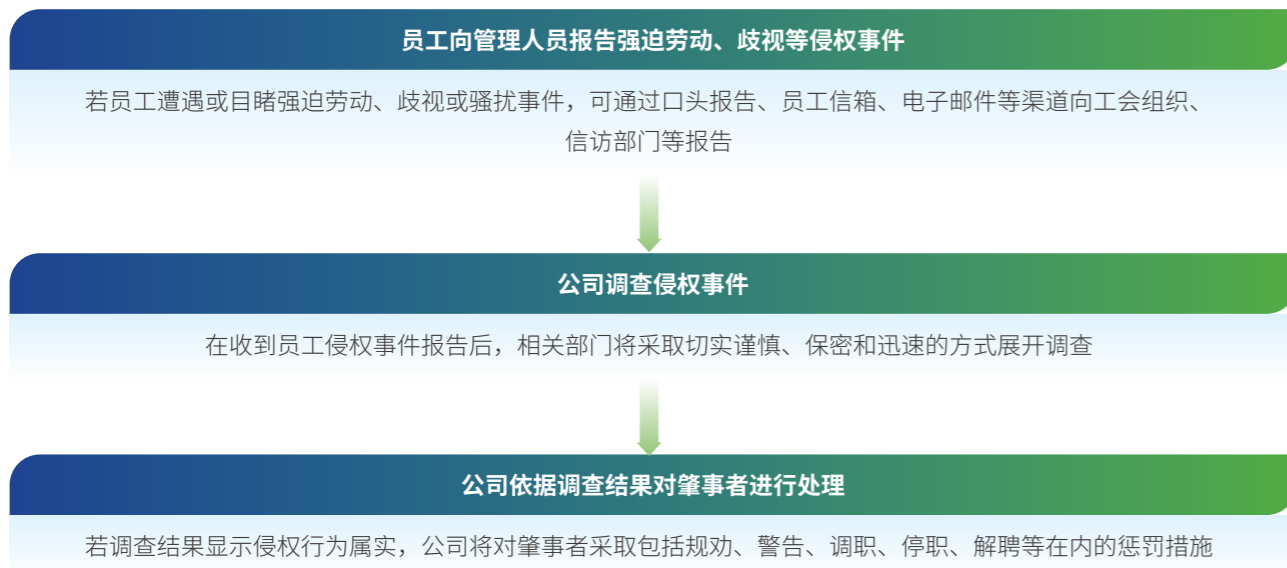 员工向管理人员报告强迫劳动、歧视等侵权事件
若员工遭遇或目睹强迫劳动、歧视或骚扰事件，可通过口头报告、员工信箱、电子邮件等渠道向工会组织、
信访部门等报告
公司调查侵权事件
在收到员工侵权事件报告后，相关部门将采取切实谨慎、保密和迅速的方式展开调查
公司依据调查结果对肇事者进行处理
若调查结果显示侵权行为属实，公司将对肇事者采取包括规劝、警告、调职、停职、解聘等在内的惩罚措施